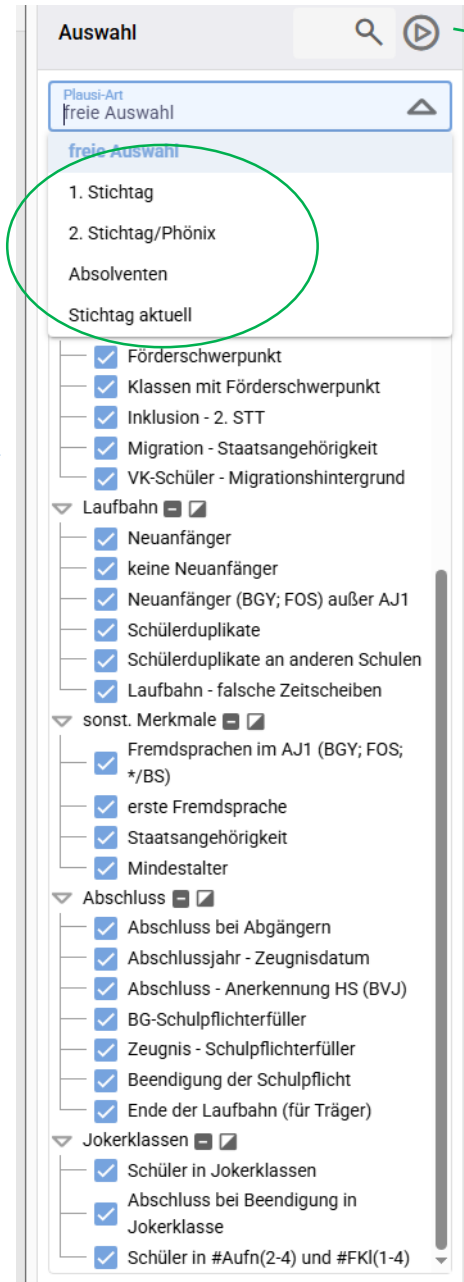 Auswahl
Plausi-Art
freie Auswahl
freie Auswahl
1. Stichtag
2. Stichtag/Phönix
Absolventen
Stichtag aktuell
Förderschwerpunkt
Klassen mit Förderschwerpunkt
Inklusion - 2. STT
Migration - Staatsangehörigkeit
VK-Schüler - Migrationshintergrund
Laufbahn
Neuanfänger
keine Neuanfänger
Neuanfänger (BGY; FOS) außer AJ1
Schülerduplikate
Schülerduplikate an anderen Schulen
Laufbahn - falsche Zeitscheiben
sonst. Merkmale
Fremdsprachen im AJ1 (BGY; FOS;
*/BS)
erste Fremdsprache
Staatsangehörigkeit
Mindestalter
Abschluss
Abschluss bei Abgängern
Abschlussjahr - Zeugnisdatum
Abschluss - Anerkennung HS (BVJ)
BG-Schulpflichterfüller
Zeugnis - Schulpflichterfüller
Beendigung der Schulpflicht
Ende der Laufbahn (für Träger)
Jokerklassen
Schüler in Jokerklassen
Abschluss bei Beendigung in
Jokerklasse
Schüler in #Aufn(2-4) und #FKl(1-4)